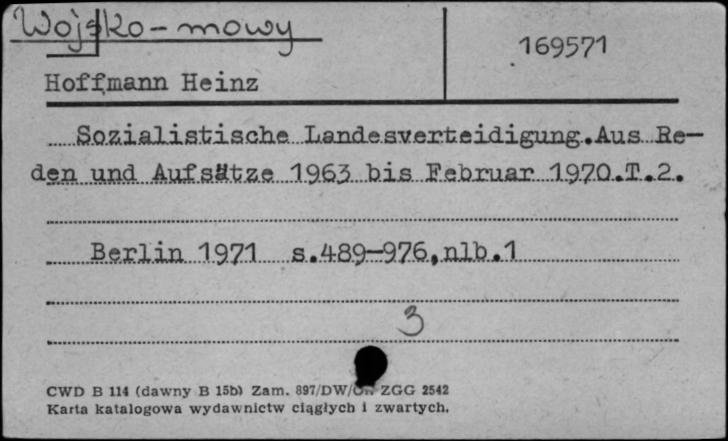 Wojsko - mowy
169571
Hoffmann Heinz
Sozialistische Landesverteidigung.Aus Re-
den und Aufsätze 1963 bis Februar 1970.T.2.
Berlin 1971 s.489-976,nlb.1
3
CWD B 114 (dawny B 15b) Zam. 897/DW/ ZGG 2542
Karta katalogowa wydawnictw ciągłych i zwartych.